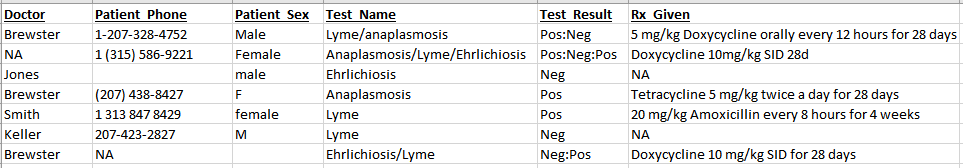 Doctor Patient_Phone Patient_Sex Test_Name Test_Result Rx_Given
Brewster 1-207-328-4752 Male Lyme/anaplasmosis Pos:Neg 5 mg/kg Doxycycline orally every 12 hours for 28 days
NA 1 (315) 586-9221 Female Anaplasmosis/Lyme/Ehrlichiosis Pos:Neg:Pos Doxycycline 10mg/kg SID 28d
Jones male Ehrlichiosis Neg NA
Brewster (207) 438-8427 F Anaplasmosis Pos Tetracycline 5 mg/kg twice a day for 28 days
Smith 1 313 847 8429 female Lyme Pos 20 mg/kg Amoxicillin every 8 hours for 4 weeks
Keller 207-423-2827 M Lyme Neg NA
Brewster NA Ehrlichiosis/Lyme Neg:Pos Doxycycline 10 mg/kg SID for 28 days